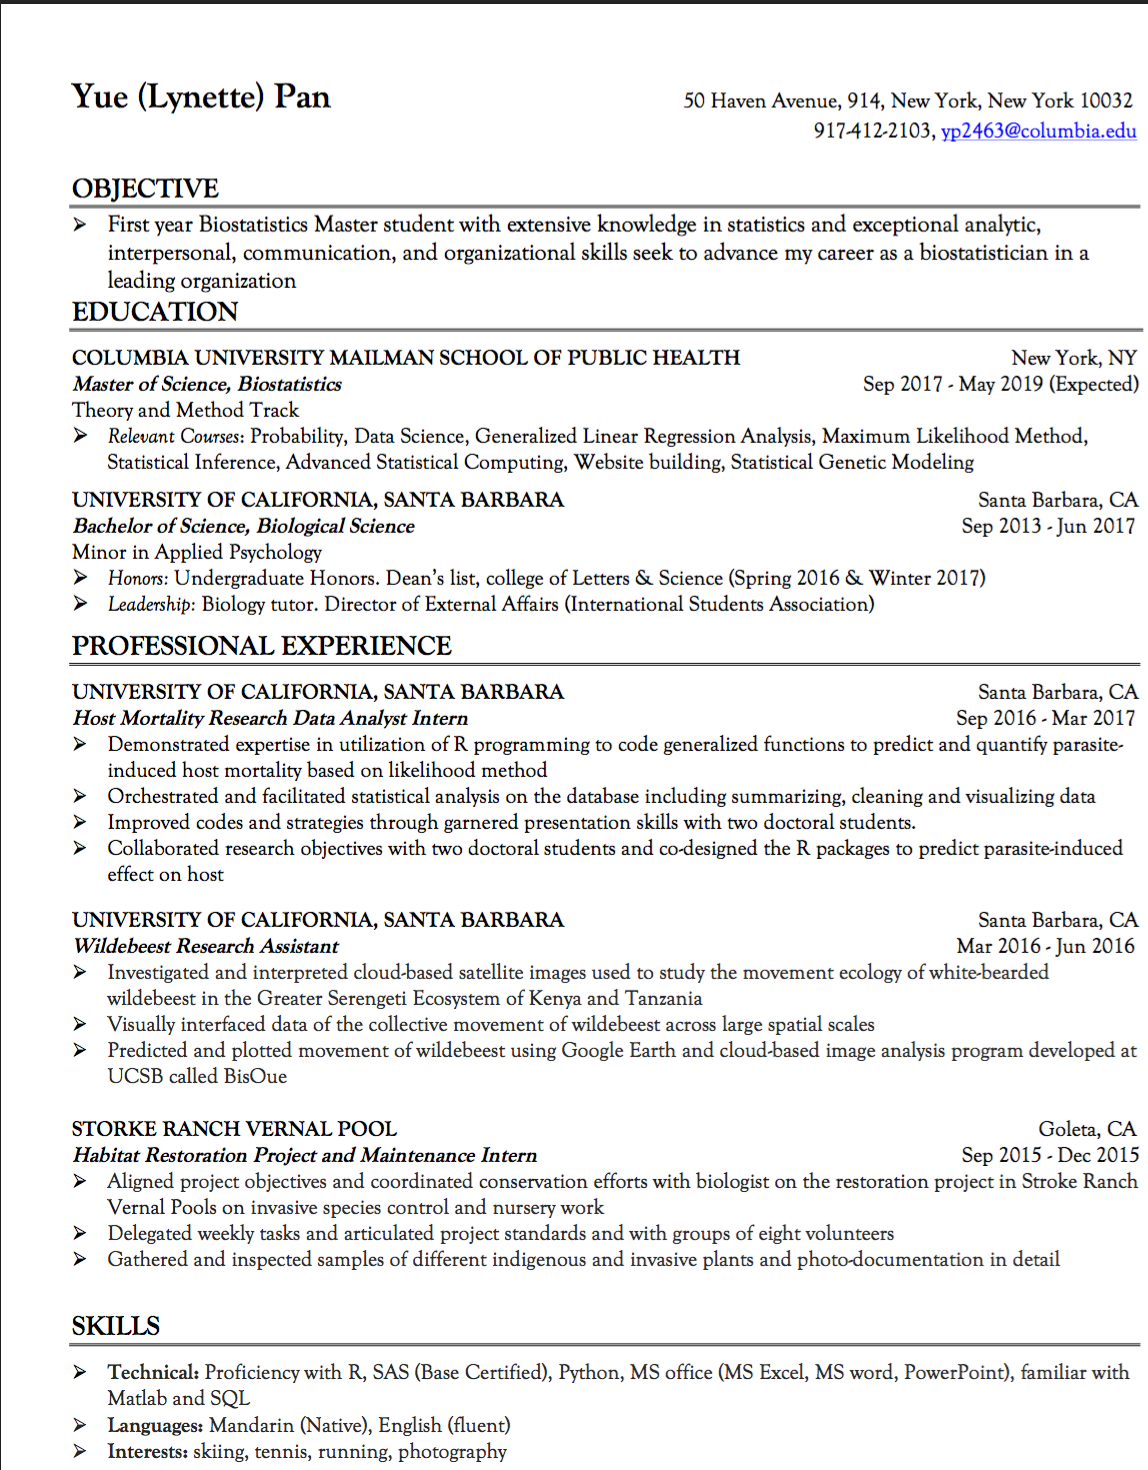 Yue (Lynette) Pan
50 Haven Avenue, 914, New York, New York 10032
917-412-2103, yp2463@columbia.edu
OBJECTIVE
➢ First year Biostatistics Master student with extensive knowledge in statistics and exceptional analytic,
interpersonal, communication, and organizational skills seek to advance my career as a biostatistician in a
leading organization
EDUCATION
COLUMBIA UNIVERSITY MAILMAN SCHOOL OF PUBLIC HEALTH New York, NY
Master of Science, Biostatistics Sep 2017 - May 2019 (Expected)
Theory and Method Track
➢ Relevant Courses: Probability, Data Science, Generalized Linear Regression Analysis, Maximum Likelihood Method,
Statistical Inference, Advanced Statistical Computing, Website building, Statistical Genetic Modeling
UNIVERSITY OF CALIFORNIA, SANTA BARBARA Santa Barbara, CA
Bachelor of Science, Biological Science Sep 2013 - Jun 2017
Minor in Applied Psychology
➢ Honors: Undergraduate Honors. Dean's list, college of Letters & Science (Spring 2016 & Winter 2017)
➢ Leadership: Biology tutor. Director of External Affairs (International Students Association)
PROFESSIONAL EXPERIENCE
UNIVERSITY OF CALIFORNIA, SANTA BARBARA Santa Barbara, CA
Host Mortality Research Data Analyst Intern Sep 2016 - Mar 2017
➢ Demonstrated expertise in utilization of R programming to code generalized functions to predict and quantify parasite-
induced host mortality based on likelihood method
➢ Orchestrated and facilitated statistical analysis on the database including summarizing, cleaning and visualizing data
➢ Improved codes and strategies through garnered presentation skills with two doctoral students.
➢ Collaborated research objectives with two doctoral students and co-designed the R packages to predict parasite-induced
effect on host
UNIVERSITY OF CALIFORNIA, SANTA BARBARA Santa Barbara, CA
Wildebeest Research Assistant Mar 2016 - Jun 2016
➢ Investigated and interpreted cloud-based satellite images used to study the movement ecology of white-bearded
wildebeest in the Greater Serengeti Ecosystem of Kenya and Tanzania
➢ Visually interfaced data of the collective movement of wildebeest across large spatial scales
➢ Predicted and plotted movement of wildebeest using Google Earth and cloud-based image analysis program developed at
UCSB called BisOue
STORKE RANCH VERNAL POOL Goleta, CA
Habitat Restoration Project and Maintenance Intern Sep 2015 - Dec 2015
➢ Aligned project objectives and coordinated conservation efforts with biologist on the restoration project in Stroke Ranch
Vernal Pools on invasive species control and nursery work
➢ Delegated weekly tasks and articulated project standards and with groups of eight volunteers
➢ Gathered and inspected samples of different indigenous and invasive plants and photo-documentation in detail
SKILLS
➢ Technical: Proficiency with R, SAS (Base Certified), Python, MS office (MS Excel, MS word, PowerPoint), familiar with
Matlab and SQL
➢ Languages: Mandarin (Native), English (fluent)
➢ Interests: skiing, tennis, running, photography